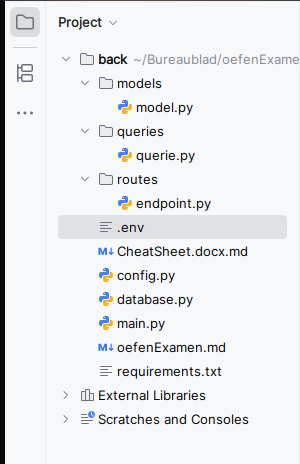 Project
back ~/Bureaublad/oefenExame
models
model.py
queries
querie.py
routes
endpoint.py
.env
M↓ CheatSheet.docx.md
config.py
database.py
main.py
M↓ oefenExamen.md
requirements.txt
External Libraries
Scratches and Consoles